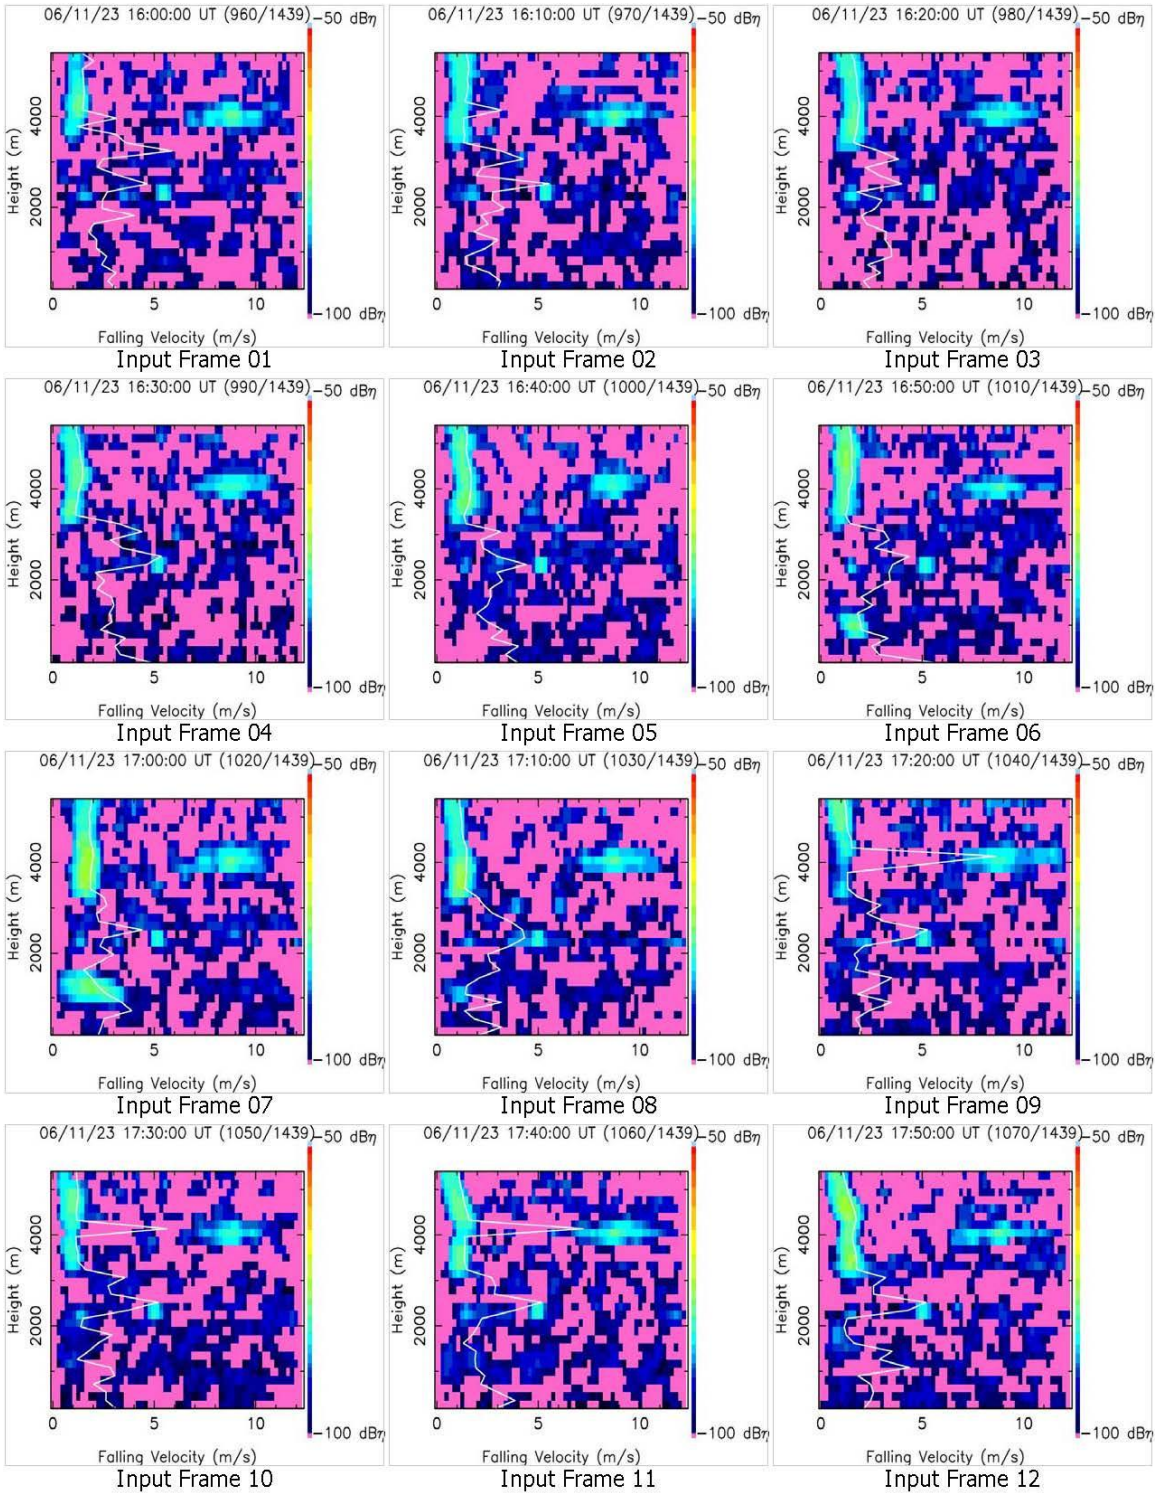 06/11/23 16:00:00 UT (960/1439) −50 dBη
Height (m)
4000
2000
0 5 10
−100 dBη
Falling Velocity (m/s)
Input Frame 01
06/11/23 16:10:00 UT (970/1439) −50 dBη
Height (m)
4000
2000
0 5 10
−100 dBη
Falling Velocity (m/s)
Input Frame 02
06/11/23 16:20:00 UT (980/1439) −50 dBη
Height (m)
4000
2000
0 5 10
−100 dBη
Falling Velocity (m/s)
Input Frame 03
06/11/23 16:30:00 UT (990/1439) −50 dBη
Height (m)
4000
2000
0 5 10
−100 dBη
Falling Velocity (m/s)
Input Frame 04
06/11/23 16:40:00 UT (1000/1439) −50 dBη
Height (m)
4000
2000
0 5 10
−100 dBη
Falling Velocity (m/s)
Input Frame 05
06/11/23 16:50:00 UT (1010/1439) −50 dBη
Height (m)
4000
2000
0 5 10
−100 dBη
Falling Velocity (m/s)
Input Frame 06
06/11/23 17:00:00 UT (1020/1439) −50 dBη
Height (m)
4000
2000
0 5 10
−100 dBη
Falling Velocity (m/s)
Input Frame 07
06/11/23 17:10:00 UT (1030/1439) −50 dBη
Height (m)
4000
2000
0 5 10
−100 dBη
Falling Velocity (m/s)
Input Frame 08
06/11/23 17:20:00 UT (1040/1439) −50 dBη
Height (m)
4000
2000
0 5 10
−100 dBη
Falling Velocity (m/s)
Input Frame 09
06/11/23 17:30:00 UT (1050/1439) −50 dBη
Height (m)
4000
2000
0 5 10
−100 dBη
Falling Velocity (m/s)
Input Frame 10
06/11/23 17:40:00 UT (1060/1439) −50 dBη
Height (m)
4000
2000
0 5 10
−100 dBη
Falling Velocity (m/s)
Input Frame 11
06/11/23 17:50:00 UT (1070/1439) −50 dBη
Height (m)
4000
2000
0 5 10
−100 dBη
Falling Velocity (m/s)
Input Frame 12